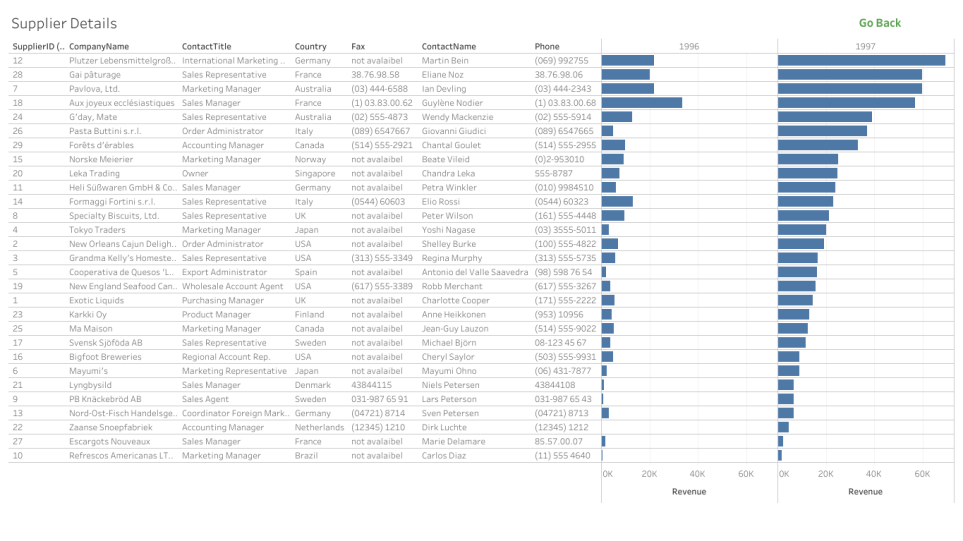 Supplier Details
Go Back
SupplierID (.. CompanyName ContactTitle Country Fax ContactName Phone 1996 1997
12 Plutzer Lebensmittelgroß.. International Marketing .. Germany not avalaibel Martin Bein (069) 992755
28 Gai pâturage Sales Representative France 38.76.98.58 Eliane Noz 38.76.98.06
7 Pavlova, Ltd. Marketing Manager Australia (03) 444-6588 Ian Devling (03) 444-2343
18 Aux joyeux ecclésiastiques Sales Manager France (1) 03.83.00.62 Guylène Nodier (1) 03.83.00.68
24 G'day, Mate Sales Representative Australia (02) 555-4873 Wendy Mackenzie (02) 555-5914
26 Pasta Buttini s.r.l. Order Administrator Italy (089) 6547667 Giovanni Giudici (089) 6547665
29 Forêts d'érables Accounting Manager Canada (514) 555-2921 Chantal Goulet (514) 555-2955
15 Norske Meierier Marketing Manager Norway not avalaibel Beate Vileid (0)2-953010
20 Leka Trading Owner Singapore not avalaibel Chandra Leka 555-8787
11 Heli Süßwaren GmbH & Co.. Sales Manager Germany not avalaibel Petra Winkler (010) 9984510
14 Formaggi Fortini s.r.l. Sales Representative Italy (0544) 60603 Elio Rossi (0544) 60323
8 Specialty Biscuits, Ltd. Sales Representative UK not avalaibel Peter Wilson (161) 555-4448
4 Tokyo Traders Marketing Manager Japan not avalaibel Yoshi Nagase (03) 3555-5011
2 New Orleans Cajun Deligh.. Order Administrator USA not avalaibel Shelley Burke (100) 555-4822
3 Grandma Kelly's Homeste.. Sales Representative USA (313) 555-3349 Regina Murphy (313) 555-5735
5 Cooperativa de Quesos 'L.. Export Administrator Spain not avalaibel Antonio del Valle Saavedra (98) 598 76 54
19 New England Seafood Can.. Wholesale Account Agent USA (617) 555-3389 Robb Merchant (617) 555-3267
1 Exotic Liquids Purchasing Manager UK not avalaibel Charlotte Cooper (171) 555-2222
23 Karkki Oy Product Manager Finland not avalaibel Anne Heikkonen (953) 10956
25 Ma Maison Marketing Manager Canada not avalaibel Jean-Guy Lauzon (514) 555-9022
17 Svensk Sjöföda AB Sales Representative Sweden not avalaibel Michael Björn 08-123 45 67
16 Bigfoot Breweries Regional Account Rep. USA not avalaibel Cheryl Saylor (503) 555-9931
6 Mayumi's Marketing Representative Japan not avalaibel Mayumi Ohno (06) 431-7877
21 Lyngbysild Sales Manager Denmark 43844115 Niels Petersen 43844108
9 PB Knäckebröd AB Sales Agent Sweden 031-987 65 91 Lars Peterson 031-987 65 43
13 Nord-Ost-Fisch Handelsge.. Coordinator Foreign Mark.. Germany (04721) 8714 Sven Petersen (04721) 8713
22 Zaanse Snoepfabriek Accounting Manager Netherlands (12345) 1210 Dirk Luchte (12345) 1212
27 Escargots Nouveaux Sales Manager France not avalaibel Marie Delamare 85.57.00.07
10 Refrescos Americanas LT.. Marketing Manager Brazil not avalaibel Carlos Diaz (11) 555 4640
0K 20K 40K 60K 0K 20K 40K 60K
Revenue Revenue